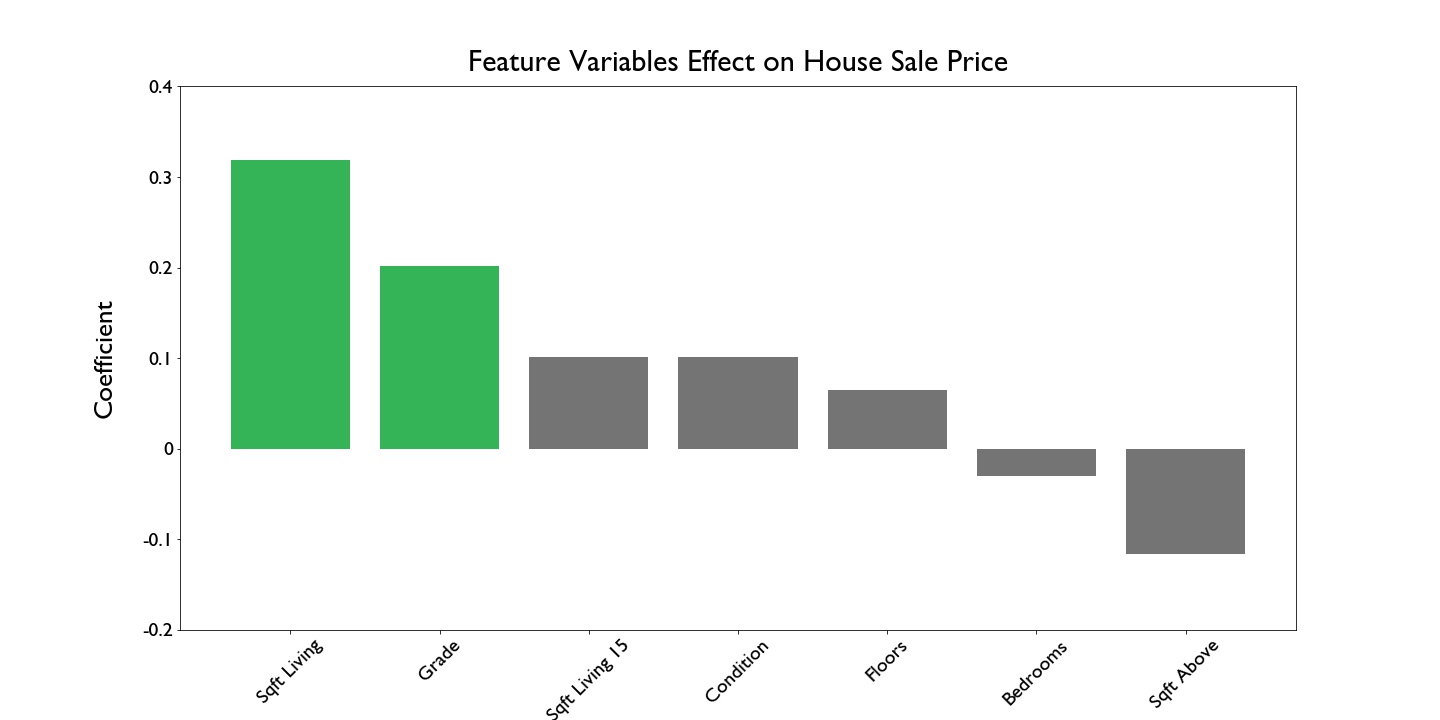 Feature Variables Effect on House Sale Price
0.4
0.3
0.2
0.1
0
-0.1
-0.2
Coefficient
Sqft Living
Grade
Sqft Living 15
Condition
Floors
Bedrooms
Sqft Above